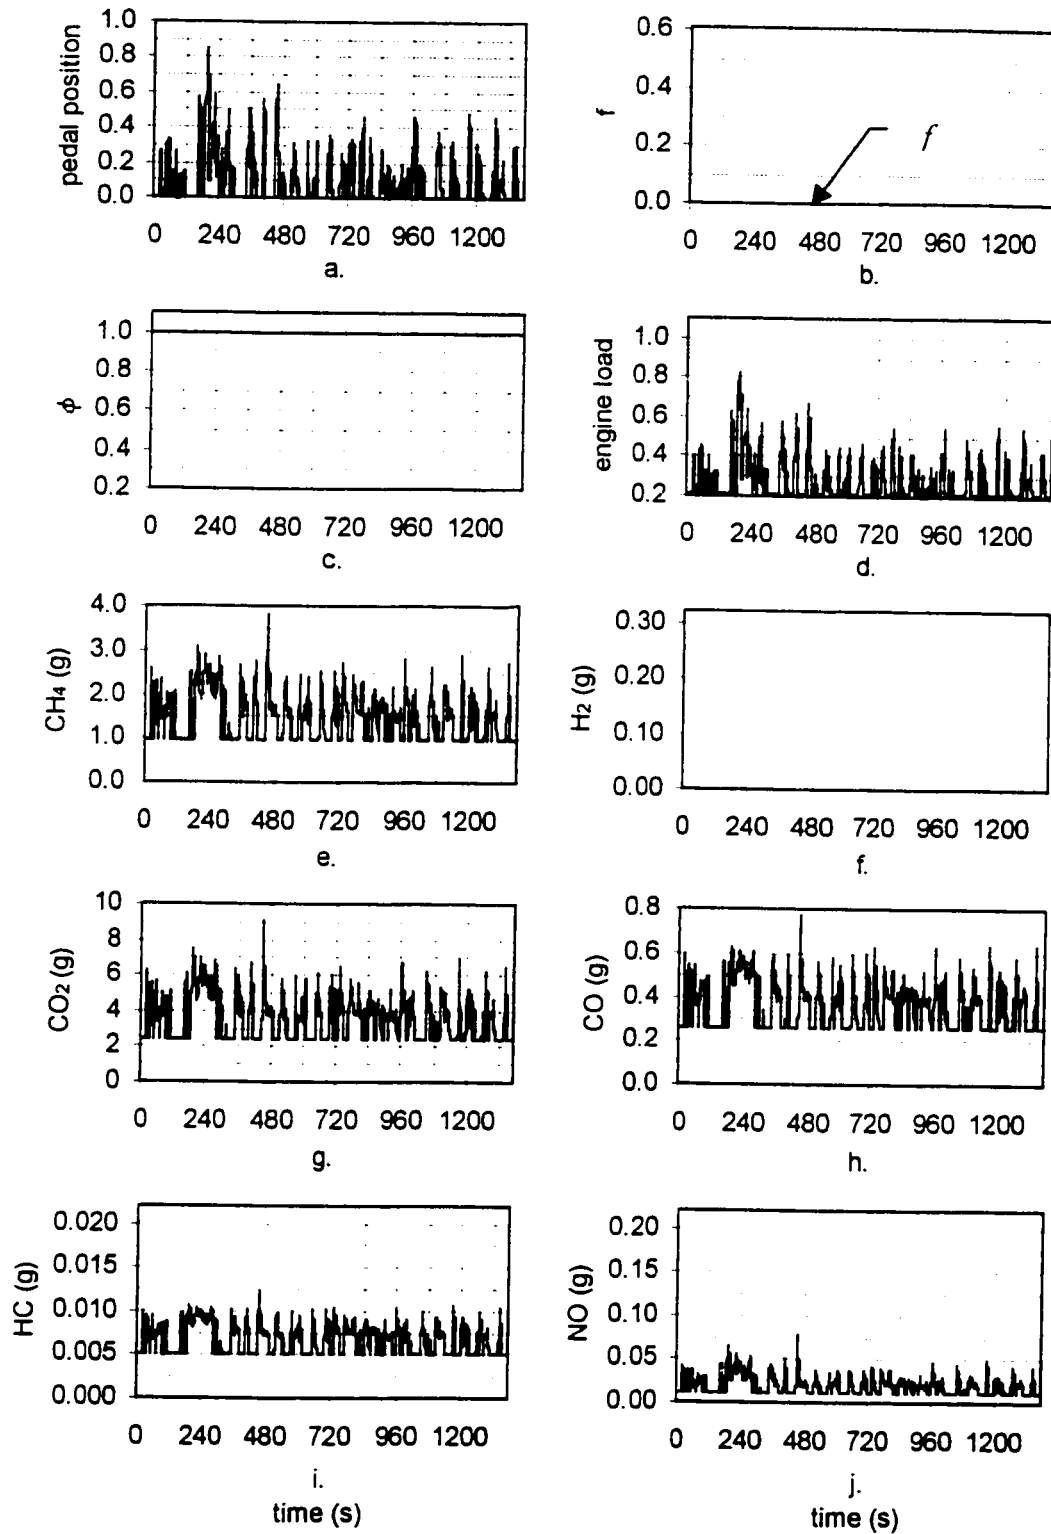 pedal position
1.0
0.8
0.6
0.4
0.2
0.0
0 240 480 720 960 1200
a.
f
0.6
0.4
0.2
0.0
f
0 240 480 720 960 1200
b.
ϕ
1.0
0.8
0.6
0.4
0.2
0 240 480 720 960 1200
c.
engine load
1.0
0.8
0.6
0.4
0.2
0 240 480 720 960 1200
d.
CH4 (g)
4.0
3.0
2.0
1.0
0.0
0 240 480 720 960 1200
e.
H2 (g)
0.30
0.20
0.10
0.00
0 240 480 720 960 1200
f.
CO2 (g)
10
8
6
4
2
0
0 240 480 720 960 1200
g.
CO (g)
0.8
0.6
0.4
0.2
0.0
0 240 480 720 960 1200
h.
HC (g)
0.020
0.015
0.010
0.005
0.000
0 240 480 720 960 1200
i.
time (s)
NO (g)
0.20
0.15
0.10
0.05
0.00
0 240 480 720 960 1200
j.
time (s)